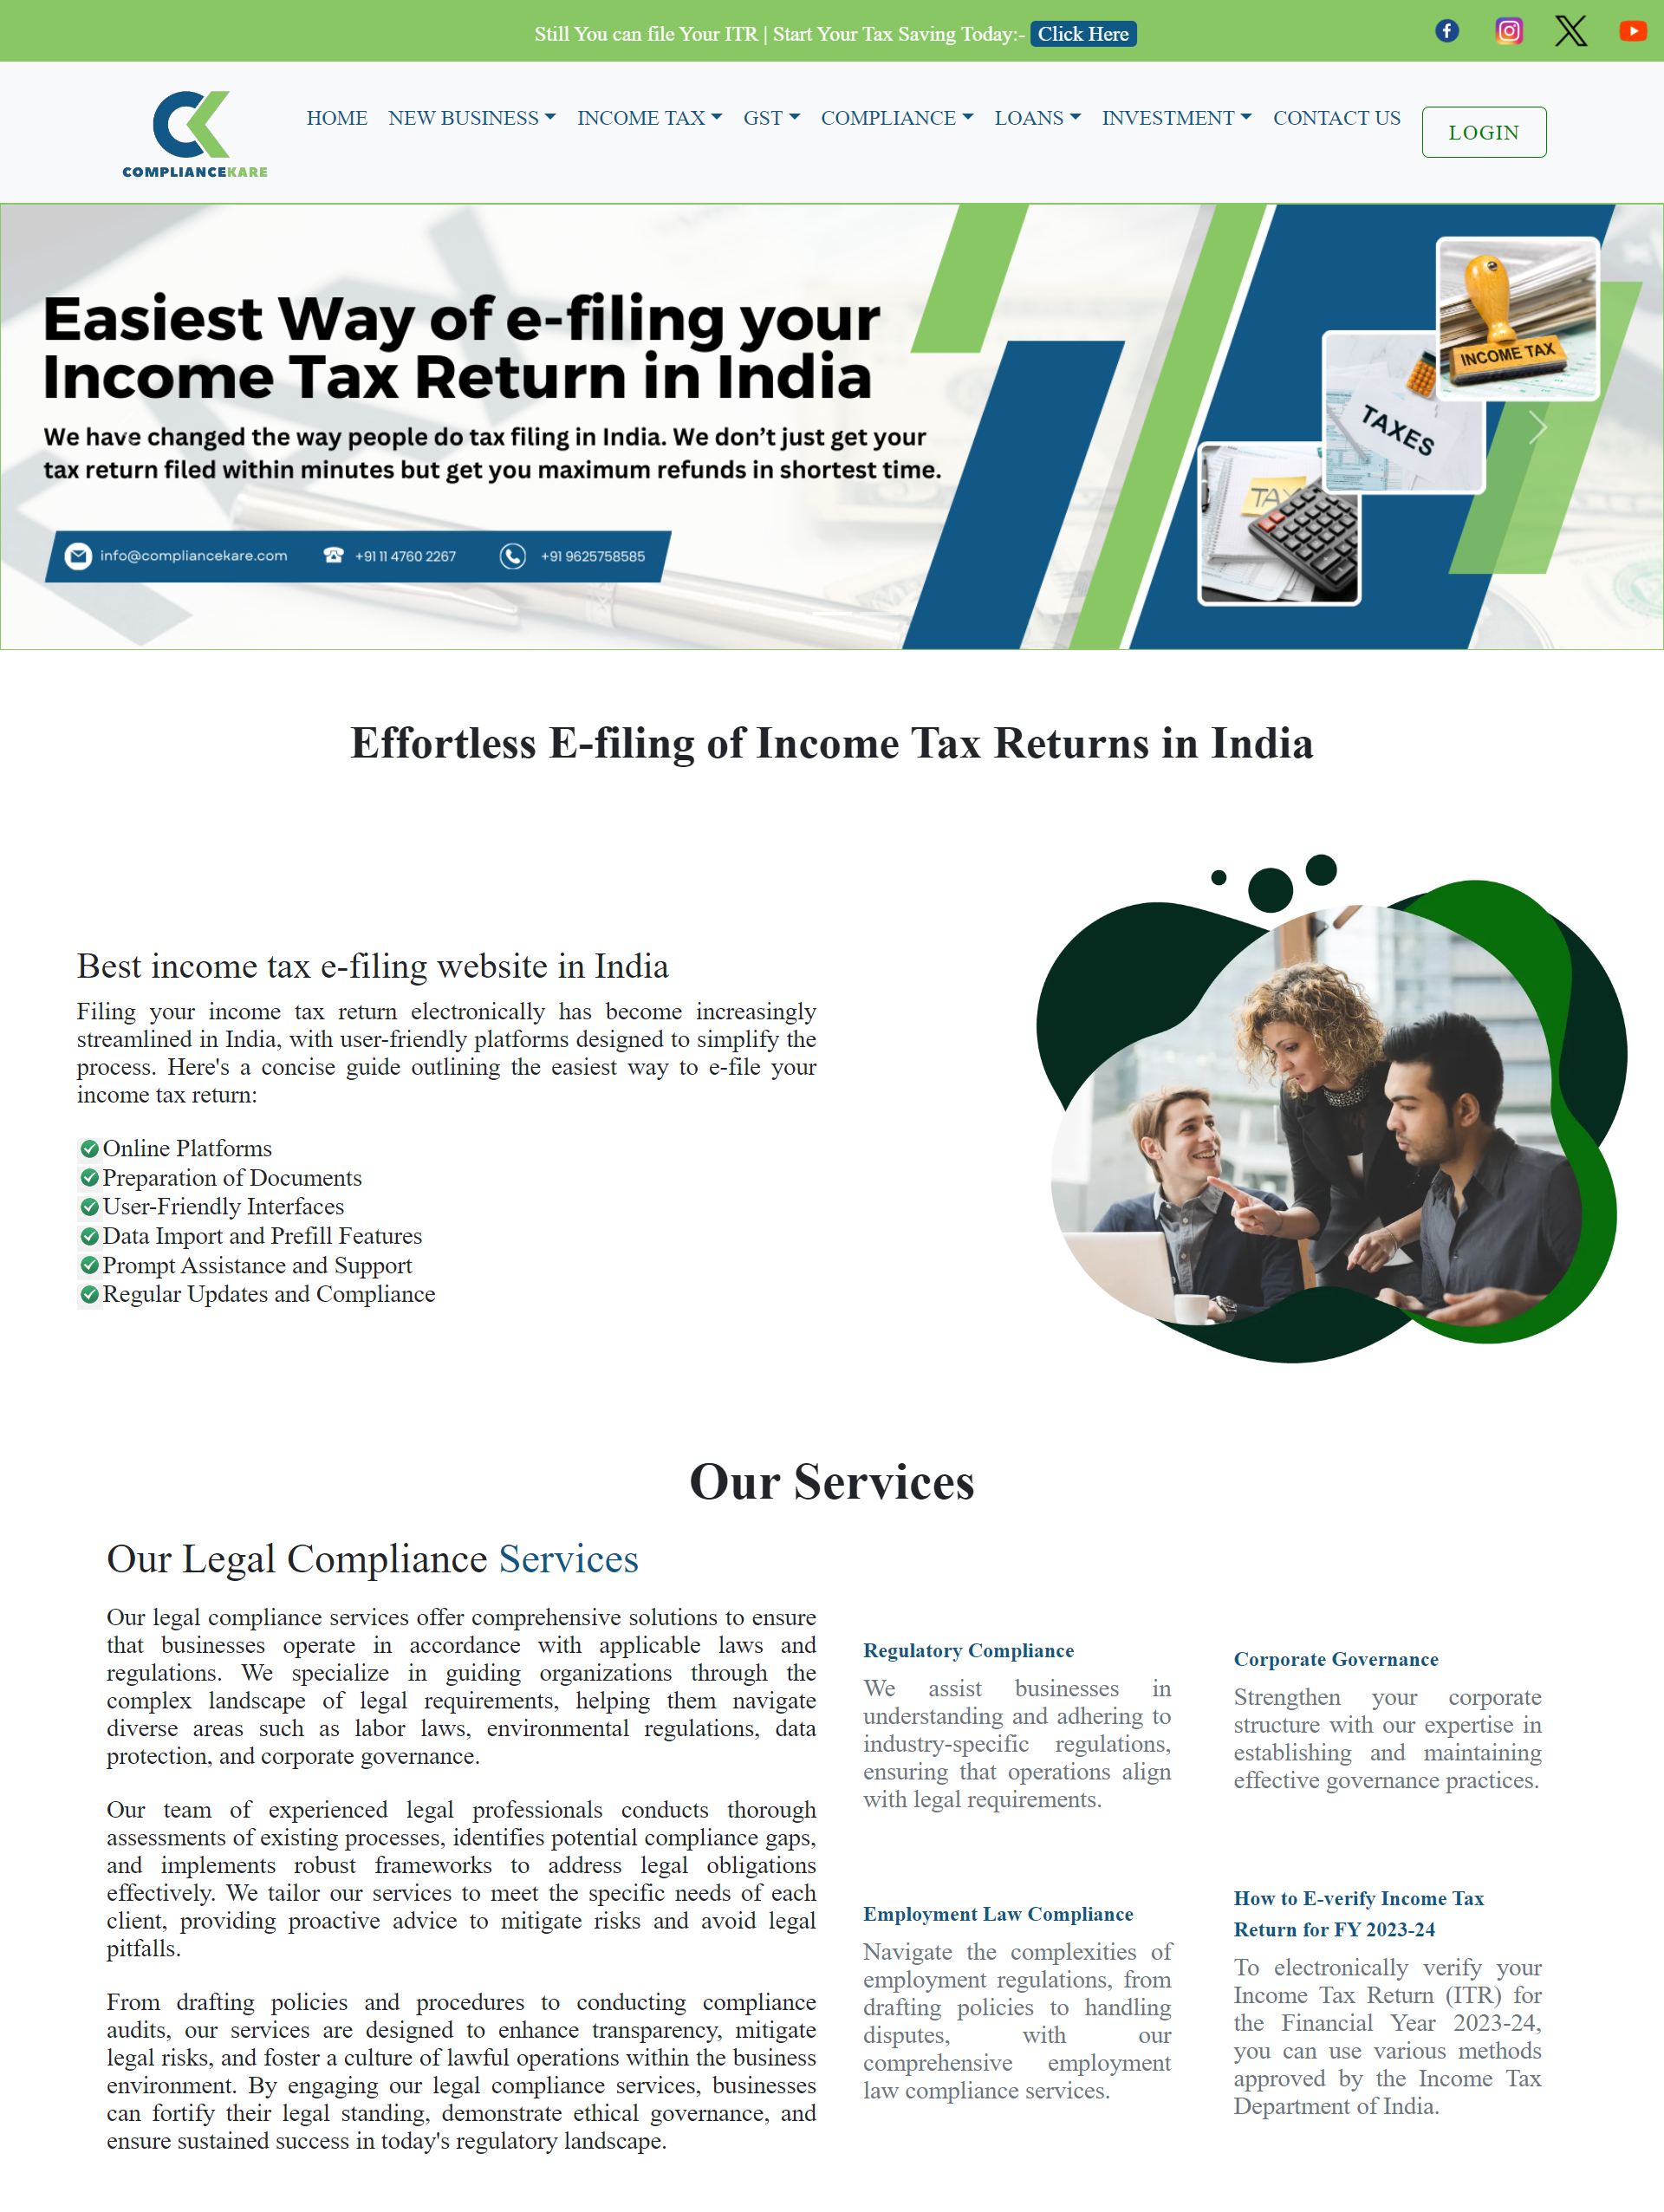 Still You can file Your ITR | Start Your Tax Saving Today:- Click Here
COMPLIANCEKARE
HOME NEW BUSINESS INCOME TAX GST COMPLIANCE LOANS INVESTMENT CONTACT US LOGIN
Easiest Way of e-filing your
Income Tax Return in India
We have changed the way people do tax filing in India. We don’t just get your
tax return filed within minutes but get you maximum refunds in shortest time.
info@compliancekare.com +91 11 4760 2267 +91 9625758585
INCOME TAX
TAXES
TAX
Effortless E-filing of Income Tax Returns in India
Best income tax e-filing website in India
Filing your income tax return electronically has become increasingly
streamlined in India, with user-friendly platforms designed to simplify the
process. Here's a concise guide outlining the easiest way to e-file your
income tax return:
Online Platforms
Preparation of Documents
User-Friendly Interfaces
Data Import and Prefill Features
Prompt Assistance and Support
Regular Updates and Compliance
Our Services
Our Legal Compliance Services
Our legal compliance services offer comprehensive solutions to ensure
that businesses operate in accordance with applicable laws and
regulations. We specialize in guiding organizations through the
complex landscape of legal requirements, helping them navigate
diverse areas such as labor laws, environmental regulations, data
protection, and corporate governance.
Our team of experienced legal professionals conducts thorough
assessments of existing processes, identifies potential compliance gaps,
and implements robust frameworks to address legal obligations
effectively. We tailor our services to meet the specific needs of each
client, providing proactive advice to mitigate risks and avoid legal
pitfalls.
From drafting policies and procedures to conducting compliance
audits, our services are designed to enhance transparency, mitigate
legal risks, and foster a culture of lawful operations within the business
environment. By engaging our legal compliance services, businesses
can fortify their legal standing, demonstrate ethical governance, and
ensure sustained success in today's regulatory landscape.
Regulatory Compliance
We assist businesses in
understanding and adhering to
industry-specific regulations,
ensuring that operations align
with legal requirements.
Corporate Governance
Strengthen your corporate
structure with our expertise in
establishing and maintaining
effective governance practices.
Employment Law Compliance
Navigate the complexities of
employment regulations, from
drafting policies to handling
disputes, with our
comprehensive employment
law compliance services.
How to E-verify Income Tax
Return for FY 2023-24
To electronically verify your
Income Tax Return (ITR) for
the Financial Year 2023-24,
you can use various methods
approved by the Income Tax
Department of India.